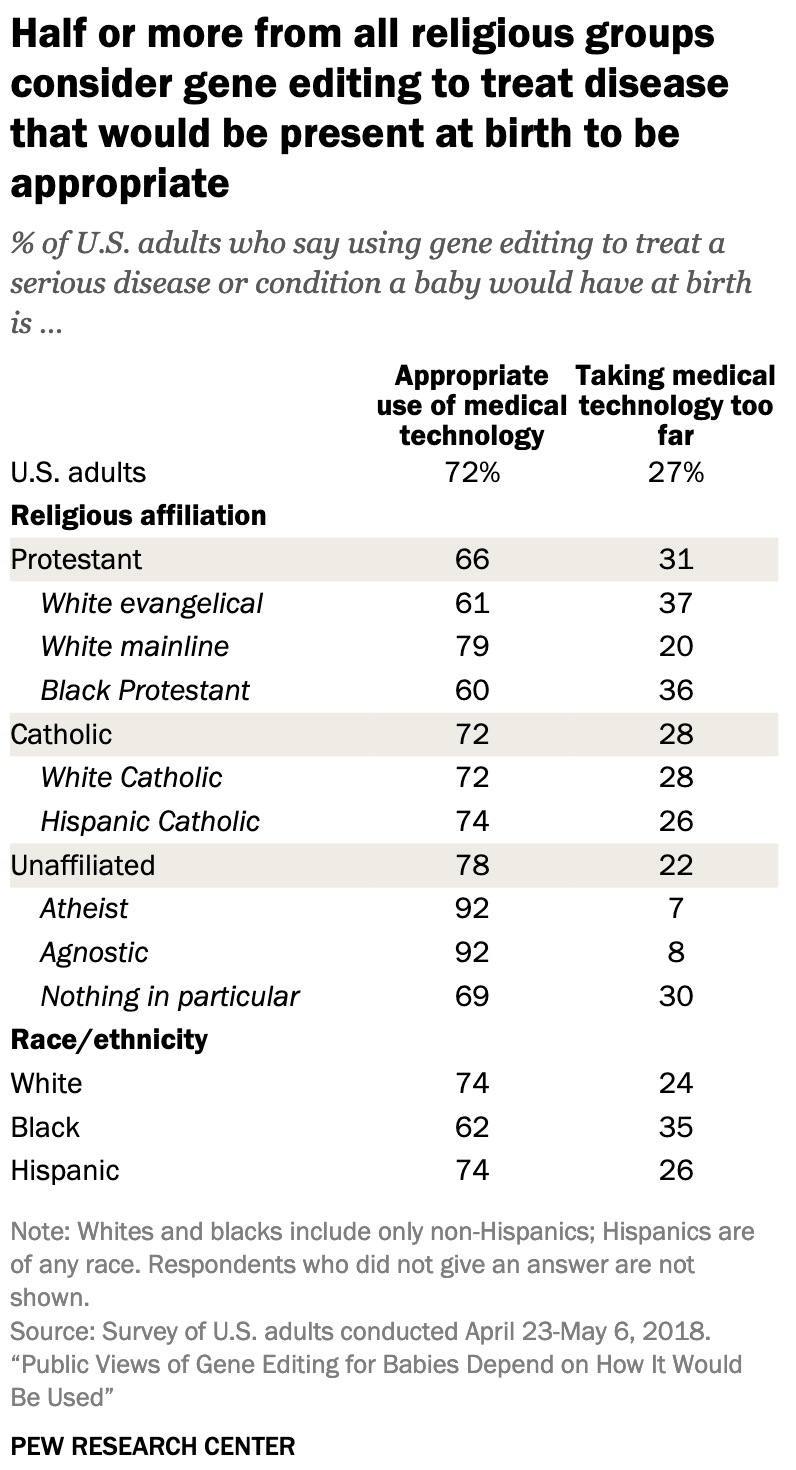 Half or more from all religious groups
consider gene editing to treat disease
that would be present at birth to be
appropriate
% of U.S. adults who say using gene editing to treat a
serious disease or condition a baby would have at birth
is ...
Appropriate use of medical technology
Taking medical technology too far
U.S. adults 72% 27%
Religious affiliation
Protestant 66 31
White evangelical 61 37
White mainline 79 20
Black Protestant 60 36
Catholic 72 28
White Catholic 72 28
Hispanic Catholic 74 26
Unaffiliated 78 22
Atheist 92 7
Agnostic 92 8
Nothing in particular 69 30
Race/ethnicity
White 74 24
Black 62 35
Hispanic 74 26
Note: Whites and blacks include only non-Hispanics; Hispanics are
of any race. Respondents who did not give an answer are not
shown.
Source: Survey of U.S. adults conducted April 23-May 6, 2018.
“Public Views of Gene Editing for Babies Depend on How It Would
Be Used”
PEW RESEARCH CENTER